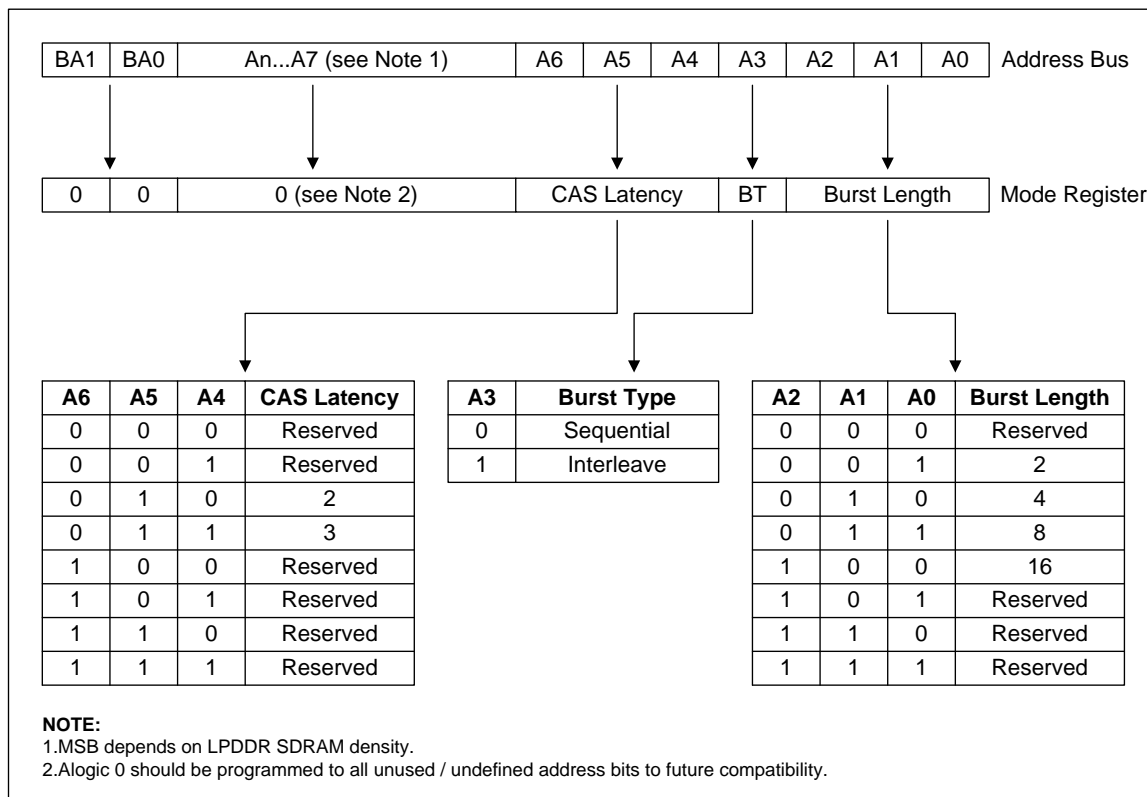 BA1 BA0 An...A7 (see Note 1) A6 A5 A4 A3 A2 A1 A0 Address Bus
0 0 0 (see Note 2) CAS Latency BT Burst Length Mode Register
A6 A5 A4 CAS Latency
0 0 0 Reserved
0 0 1 Reserved
0 1 0 2
0 1 1 3
1 0 0 Reserved
1 0 1 Reserved
1 1 0 Reserved
1 1 1 Reserved
A3 Burst Type
0 Sequential
1 Interleave
A2 A1 A0 Burst Length
0 0 0 Reserved
0 0 1 2
0 1 0 4
0 1 1 8
1 0 0 16
1 0 1 Reserved
1 1 0 Reserved
1 1 1 Reserved
NOTE:
1.MSB depends on LPDDR SDRAM density.
2.Alogic 0 should be programmed to all unused / undefined address bits to future compatibility.